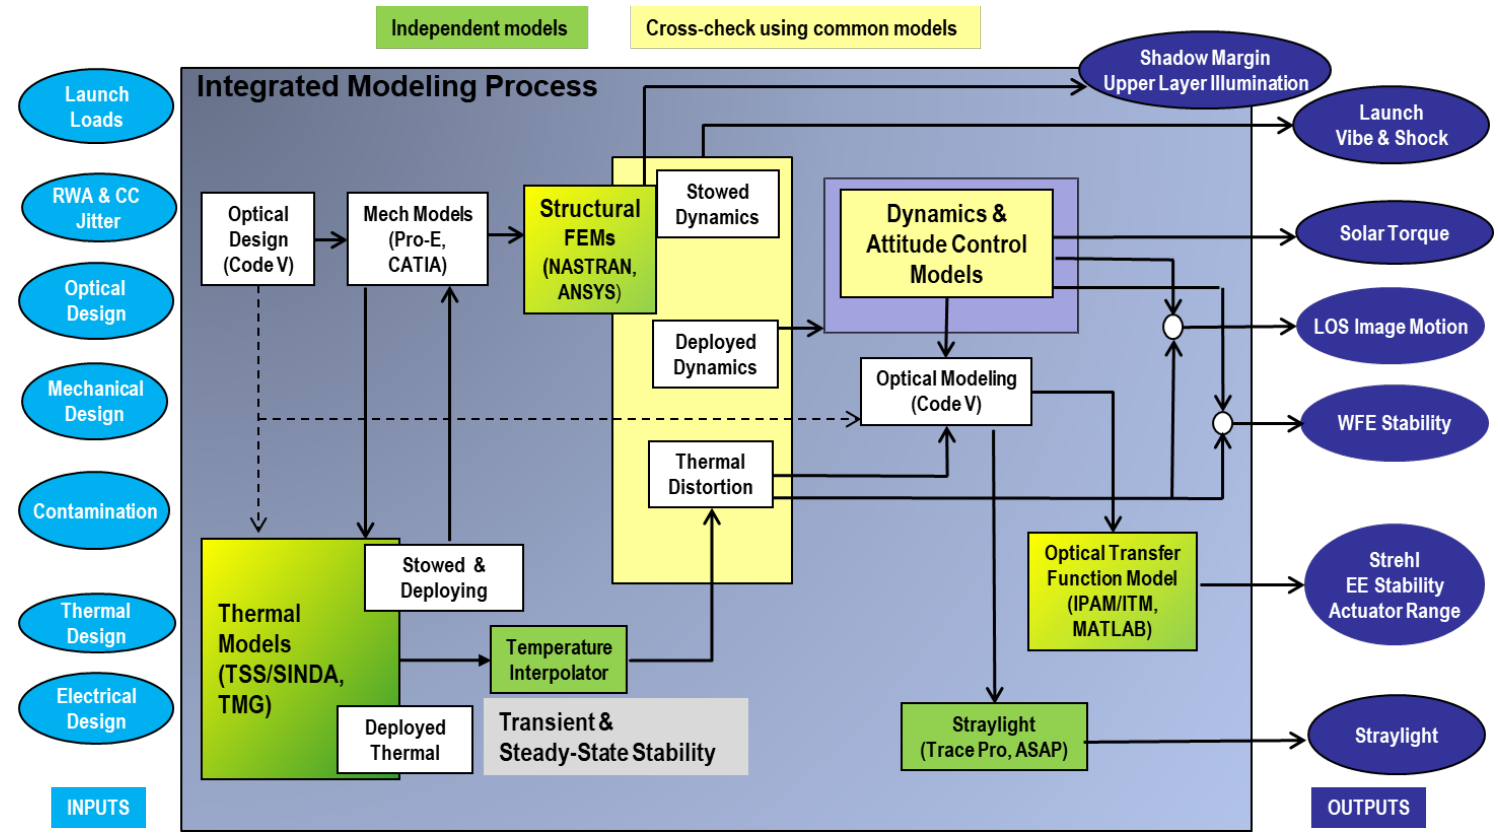 Independent models
Cross-check using common models
Integrated Modeling Process
Launch
Loads
RWA & CC
Jitter
Optical
Design
Mechanical
Design
Contamination
Thermal
Design
Electrical
Design
INPUTS
Optical
Design
(Code V)
Mech Models
(Pro-E,
CATIA)
Structural
FEMs
(NASTRAN,
ANSYS)
Stowed
Dynamics
Deployed
Dynamics
Thermal
Distortion
Dynamics &
Attitude Control
Models
Optical Modeling
(Code V)
Thermal
Models
(TSS/SINDA,
TMG)
Stowed &
Deploying
Deployed
Thermal
Temperature
Interpolator
Transient &
Steady-State Stability
Optical Transfer
Function Model
(IPAM/ITM,
MATLAB)
Straylight
(Trace Pro, ASAP)
Shadow Margin
Upper Layer Illumination
Launch
Vibe & Shock
Solar Torque
LOS Image Motion
WFE Stability
Strehl
EE Stability
Actuator Range
Straylight
OUTPUTS